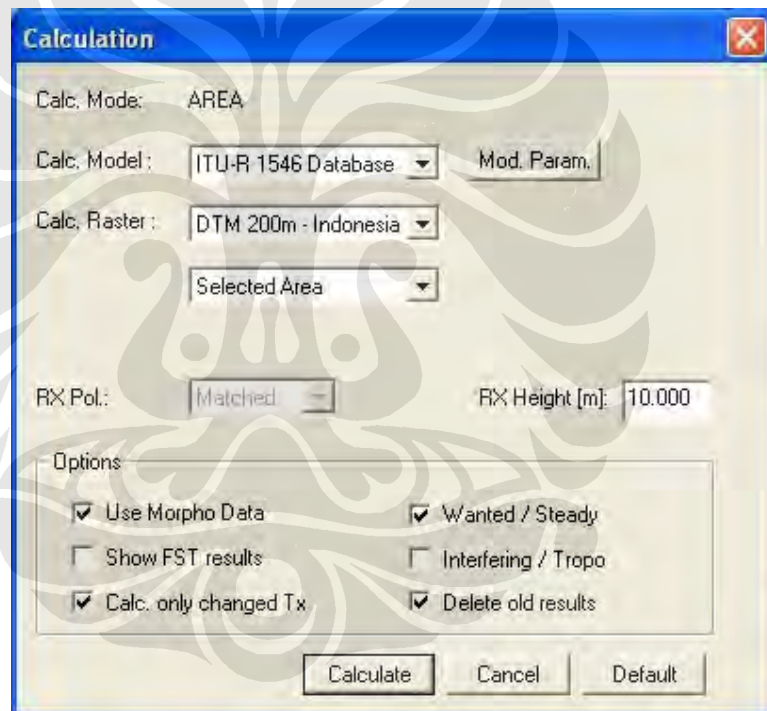 Calculation
Calc. Mode: AREA
Calc. Model : ITU-R 1546 Database Mod. Param.
Calc. Raster : DTM 200m - Indonesia
Selected Area
RX Pol.: Matched RX Height [m]: 10.000
Options
Use Morpho Data Wanted / Steady
Show FST results Interfering / Tropo
Calc. only changed Tx Delete old results
Calculate Cancel Default